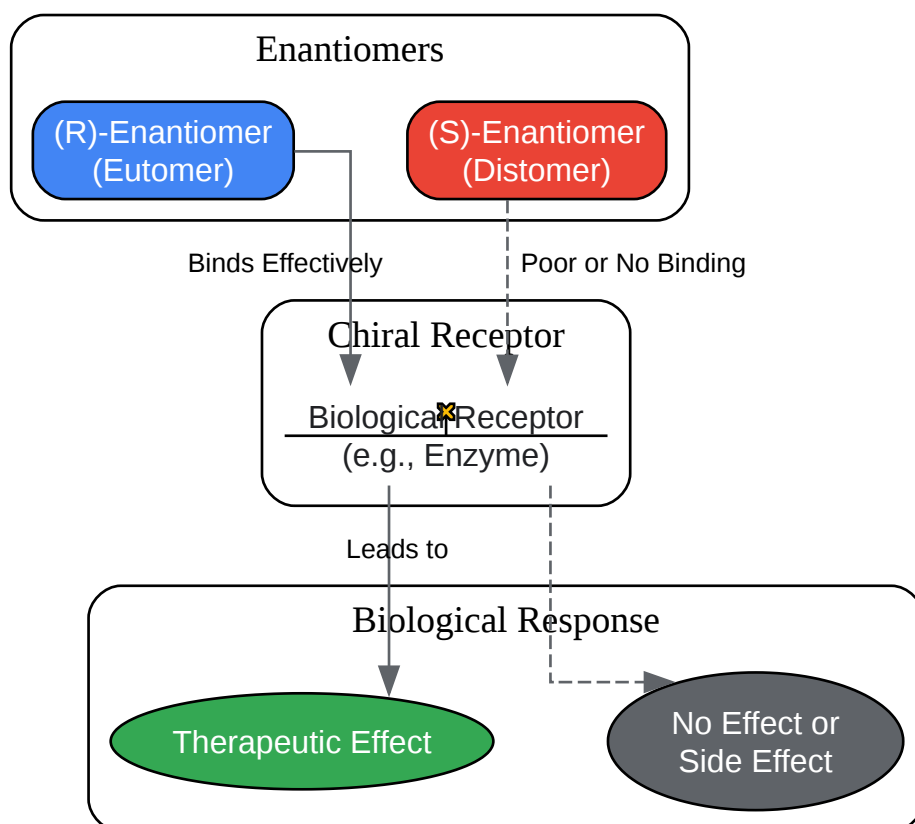 Enantiomers
(R)-Enantiomer
(Eutomer)
(S)-Enantiomer
(Distomer)
Binds Effectively
Poor or No Binding
Chiral Receptor
Biological Receptor
(e.g., Enzyme)
Leads to
Biological Response
Therapeutic Effect
No Effect or
Side Effect